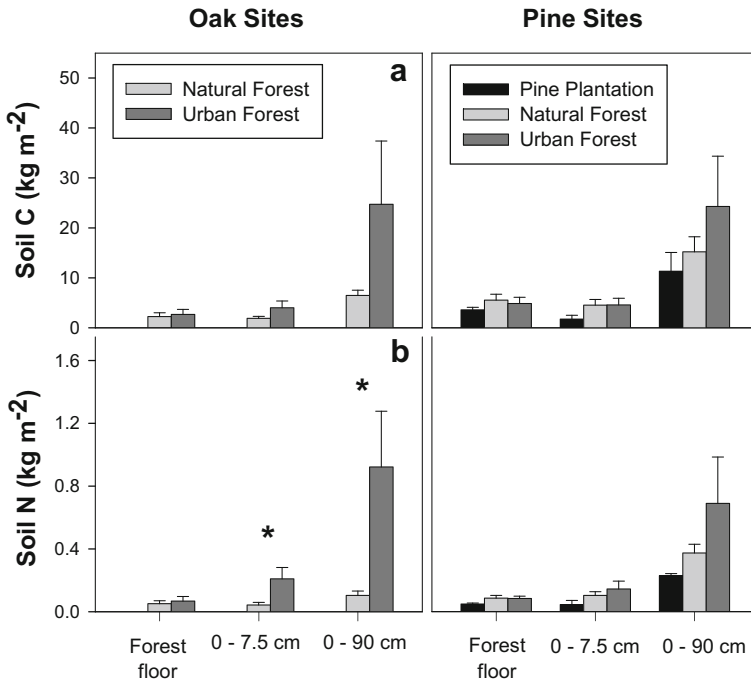 Oak Sites
Pine Sites
a
Natural Forest
Urban Forest
Pine Plantation
Natural Forest
Urban Forest
Soil C (kg m-2)
50
40
30
20
10
0
b
Soil N (kg m-2)
1.6
1.2
0.8
0.4
0.0
*
*
Forest floor
0 - 7.5 cm
0 - 90 cm
Forest floor
0 - 7.5 cm
0 - 90 cm